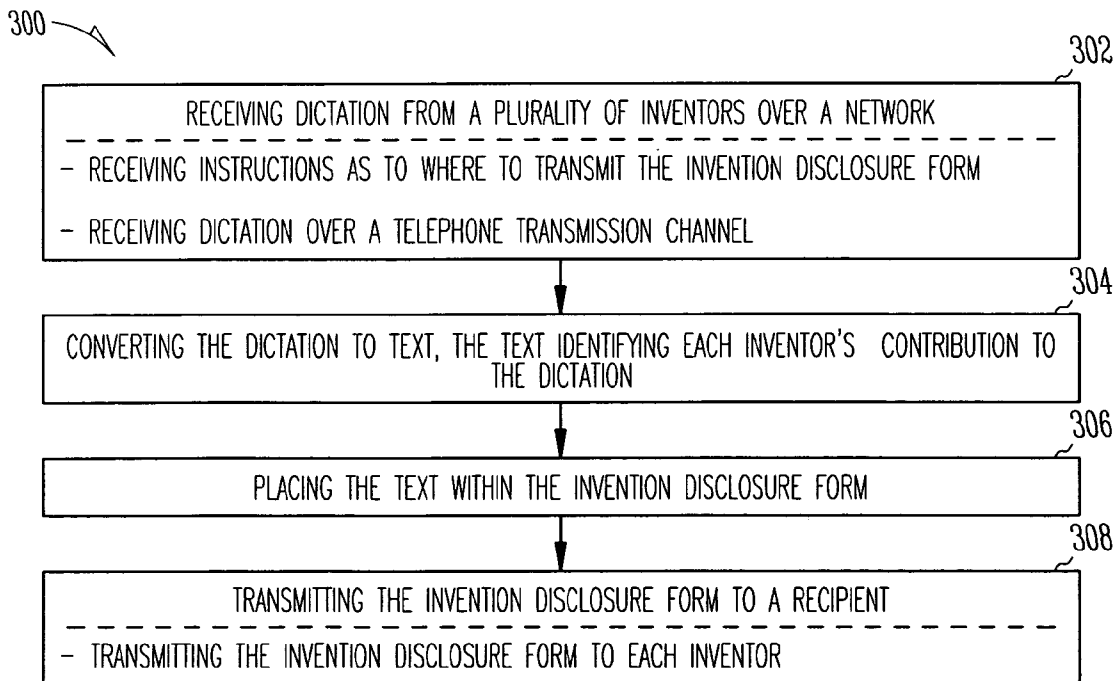 300
302
RECEIVING DICTATION FROM A PLURALITY OF INVENTORS OVER A NETWORK
- RECEIVING INSTRUCTIONS AS TO WHERE TO TRANSMIT THE INVENTION DISCLOSURE FORM
- RECEIVING DICTATION OVER A TELEPHONE TRANSMISSION CHANNEL
304
CONVERTING THE DICTATION TO TEXT, THE TEXT IDENTIFYING EACH INVENTOR'S CONTRIBUTION TO
THE DICTATION
306
PLACING THE TEXT WITHIN THE INVENTION DISCLOSURE FORM
308
TRANSMITTING THE INVENTION DISCLOSURE FORM TO A RECIPIENT
- TRANSMITTING THE INVENTION DISCLOSURE FORM TO EACH INVENTOR